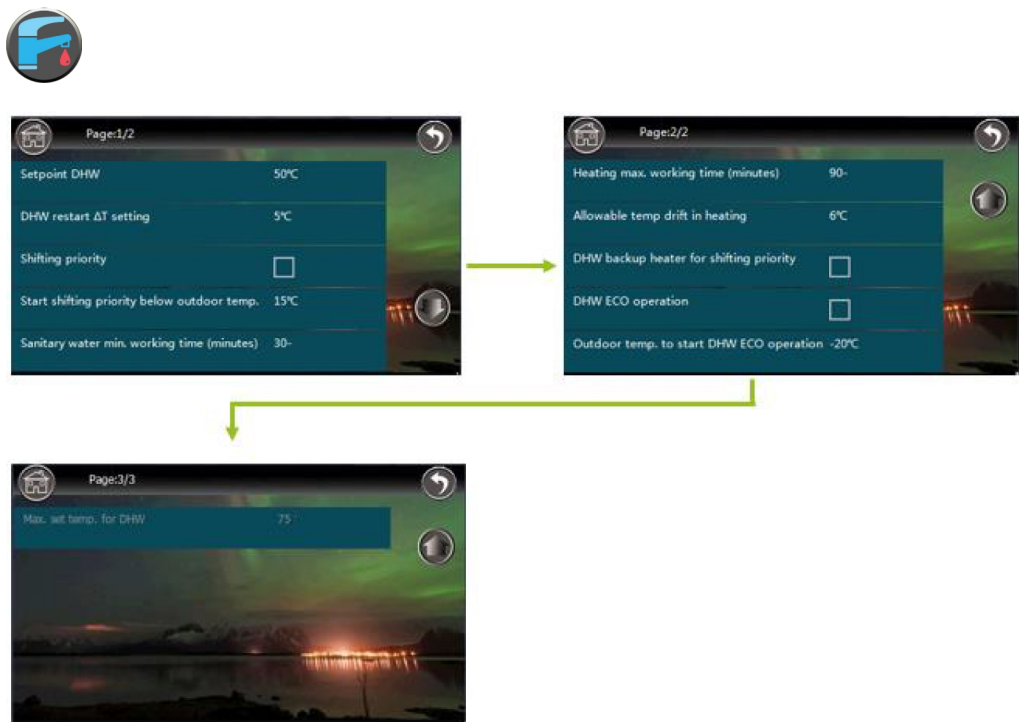 Page:1/2
Setpoint DHW 50℃
DHW restart ΔT setting 5℃
Shifting priority
Start shifting priority below outdoor temp. 15℃
Sanitary water min. working time (minutes) 30-
Page:2/2
Heating max. working time (minutes) 90-
Allowable temp drift in heating 6℃
DHW backup heater for shifting priority
DHW ECO operation
Outdoor temp. to start DHW ECO operation -20℃
Page:3/3
Max. set temp. for DHW 75